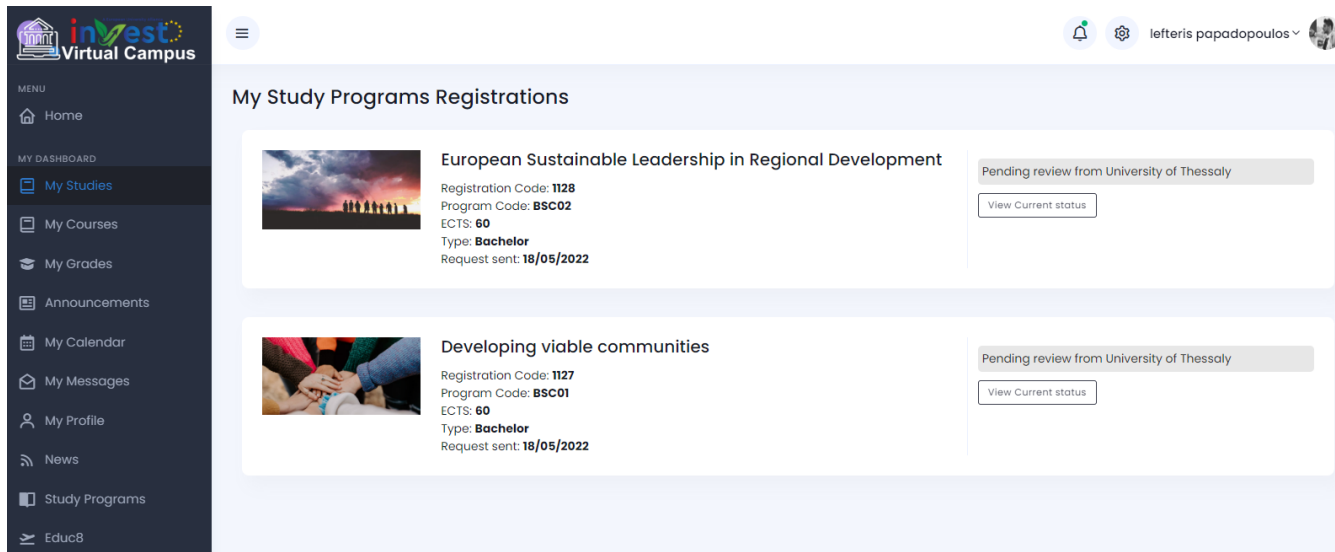 invest
Virtual Campus
lefteris papadopoulos
MENU
Home
MY DASHBOARD
My Studies
My Courses
My Grades
Announcements
My Calendar
My Messages
My Profile
News
Study Programs
Educ8
My Study Programs Registrations
European Sustainable Leadership in Regional Development
Registration Code: 1128
Program Code: BSC02
ECTS: 60
Type: Bachelor
Request sent: 18/05/2022
Pending review from University of Thessaly
View Current status
Developing viable communities
Registration Code: 1127
Program Code: BSC01
ECTS: 60
Type: Bachelor
Request sent: 18/05/2022
Pending review from University of Thessaly
View Current status